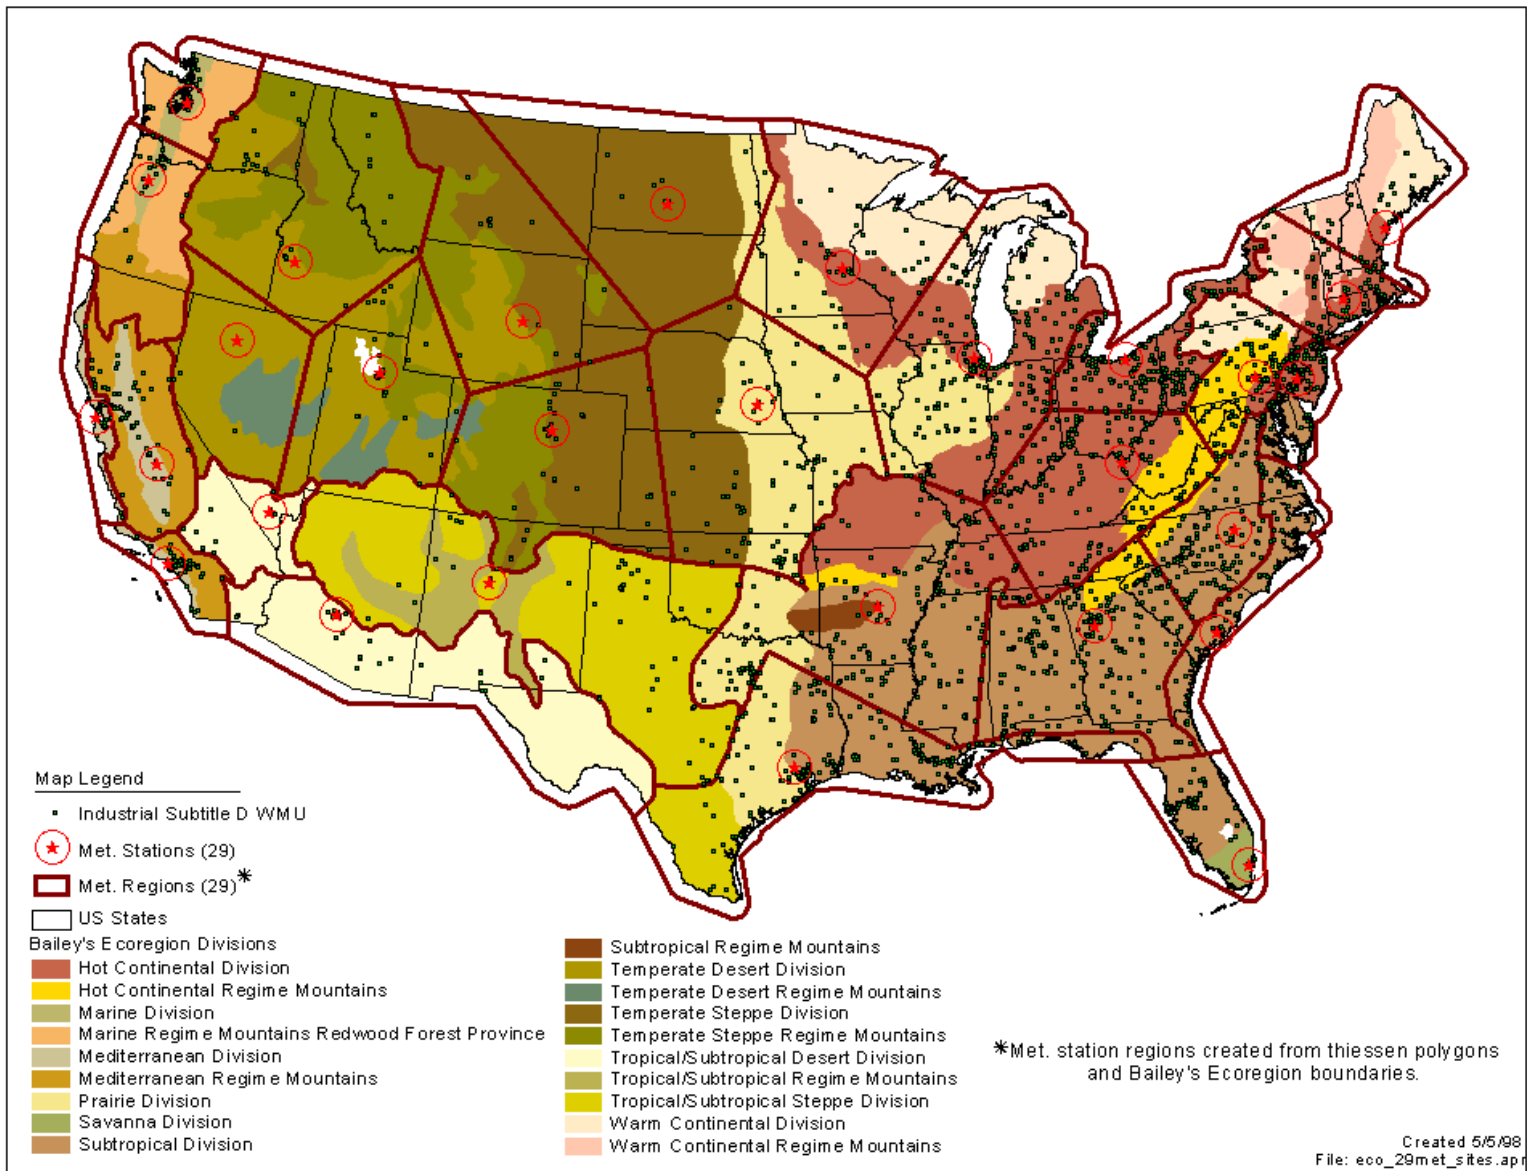 Map Legend
Industrial Subtitle D WMU
Met. Stations (29)
Met. Regions (29)*
US States
Bailey's Ecoregion Divisions
Hot Continental Division
Hot Continental Regime Mountains
Marine Division
Marine Regime Mountains Redwood Forest Province
Mediterranean Division
Mediterranean Regime Mountains
Prairie Division
Savanna Division
Subtropical Division
Subtropical Regime Mountains
Temperate Desert Division
Temperate Desert Regime Mountains
Temperate Steppe Division
Temperate Steppe Regime Mountains
Tropical/Subtropical Desert Division
Tropical/Subtropical Regime Mountains
Tropical/Subtropical Steppe Division
Warm Continental Division
Warm Continental Regime Mountains
*Met. station regions created from thiessen polygons
and Bailey's Ecoregion boundaries.
Created 5/5/98
File: eco_29met_sites.apr